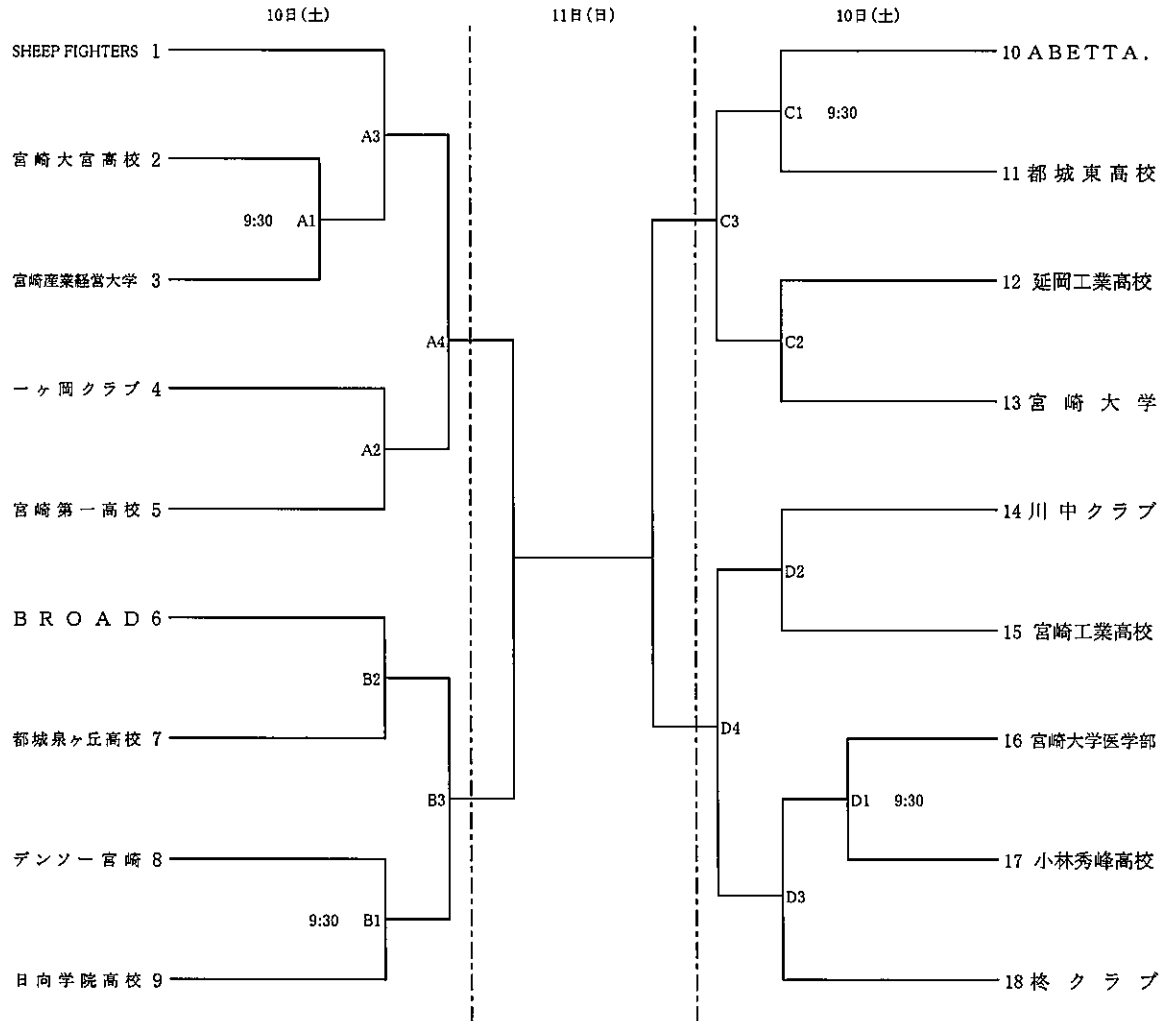 10日(土)
11日(日)
10日(土)
SHEEP FIGHTERS 1
宮崎大宮高校 2
宮崎産業経営大学 3
一ヶ岡クラブ 4
宮崎第一高校 5
BROAD 6
都城泉ヶ丘高校 7
デンソー宮崎 8
日向学院高校 9
A3
9:30 A1
A4
A2
B2
B3
9:30 B1
C1 9:30
C3
C2
D2
D4
D1 9:30
D3
10 ABETTA.
11 都城東高校
12 延岡工業高校
13 宮崎大学
14 川中クラブ
15 宮崎工業高校
16 宮崎大学医学部
17 小林秀峰高校
18 柊クラブ